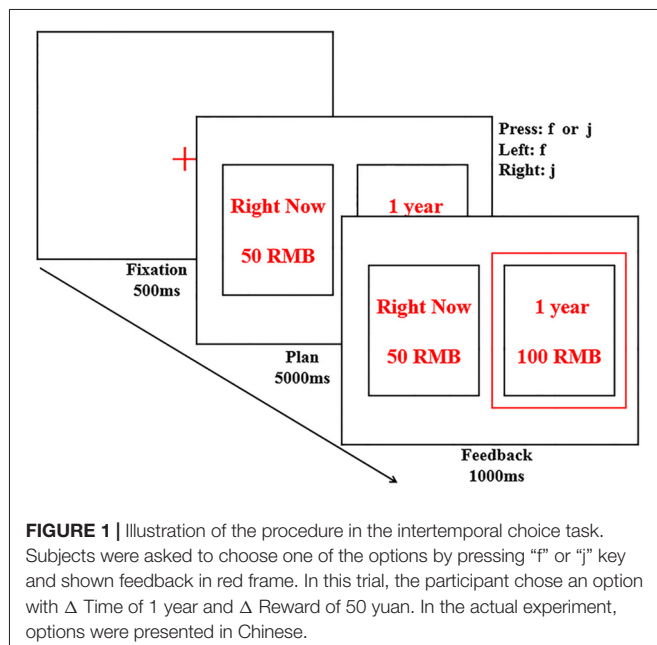 Press: f or j
Left: f
Right: j
Right Now
50 RMB
1 year
Fixation
500ms
Right Now
50 RMB
1 year
100 RMB
Plan
5000ms
Feedback
1000ms
FIGURE 1 | Illustration of the procedure in the intertemporal choice task.
Subjects were asked to choose one of the options by pressing “f” or “j” key
and shown feedback in red frame. In this trial, the participant chose an option
with Δ Time of 1 year and Δ Reward of 50 yuan. In the actual experiment,
options were presented in Chinese.